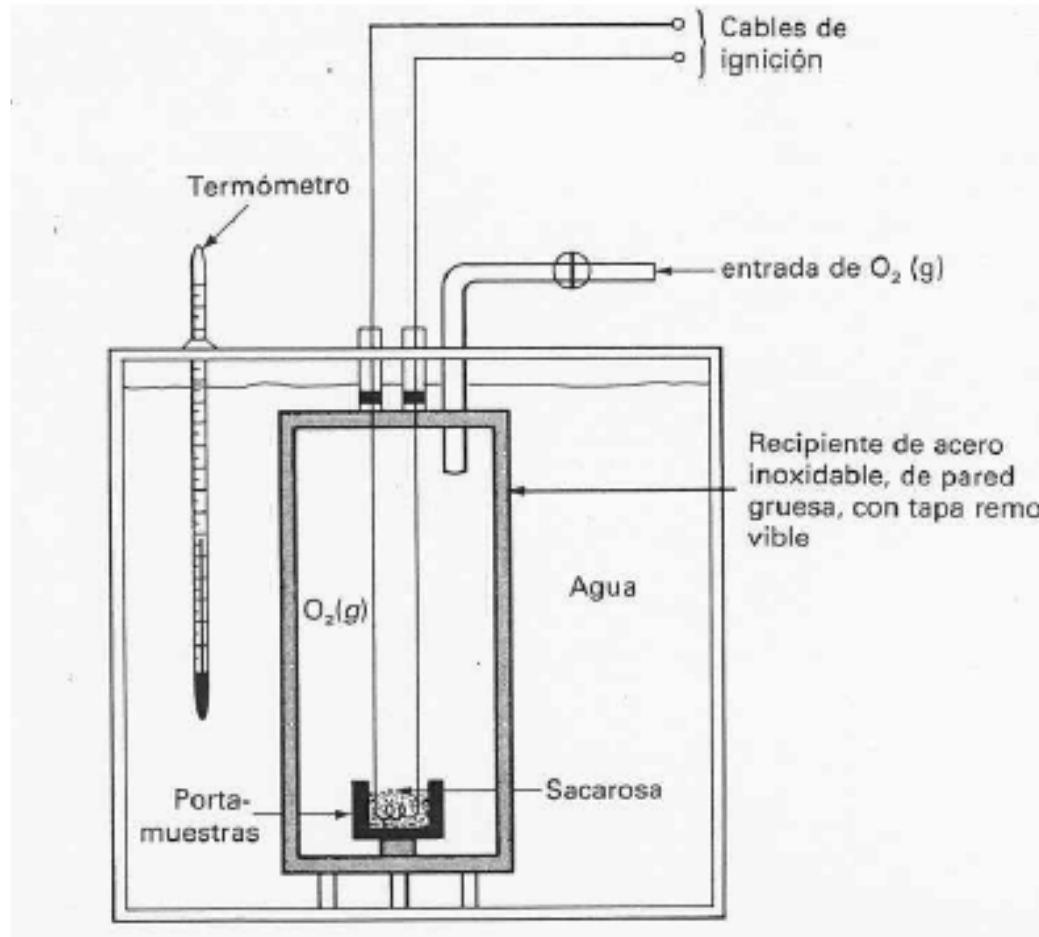 Cables de
ignición
Termómetro
entrada de O₂ (g)
Recipiente de acero
inoxidable, de pared
gruesa, con tapa remo
vible
Agua
O₂(g)
Sacarosa
Porta-
muestras